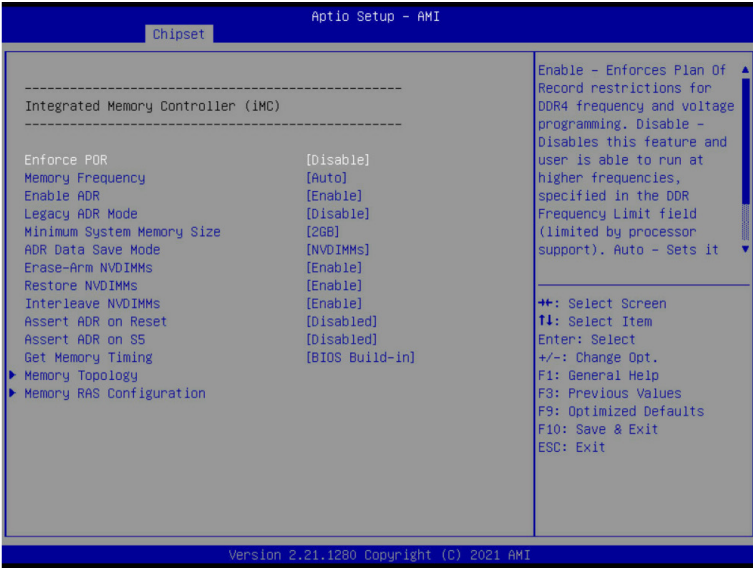 Aptio Setup – AMI
Chipset
------------------------------------------------
Integrated Memory Controller (iMC)
------------------------------------------------
Enforce POR [Disable]
Memory Frequency [Auto]
Enable ADR [Enable]
Legacy ADR Mode [Disable]
Minimum System Memory Size [2GB]
ADR Data Save Mode [NVDIMMs]
Erase-Arm NVDIMMs [Enable]
Restore NVDIMMs [Enable]
Interleave NVDIMMs [Enable]
Assert ADR on Reset [Disabled]
Assert ADR on S5 [Disabled]
Get Memory Timing [BIOS Build-in]
Memory Topology
Memory RAS Configuration
Enable – Enforces Plan Of
Record restrictions for
DDR4 frequency and voltage
programming. Disable –
Disables this feature and
user is able to run at
higher frequencies,
specified in the DDR
Frequency Limit field
(limited by processor
support). Auto – Sets it
→←: Select Screen
↑↓: Select Item
Enter: Select
+/-: Change Opt.
F1: General Help
F3: Previous Values
F9: Optimized Defaults
F10: Save & Exit
ESC: Exit
Version 2.21.1280 Copyright (C) 2021 AMI